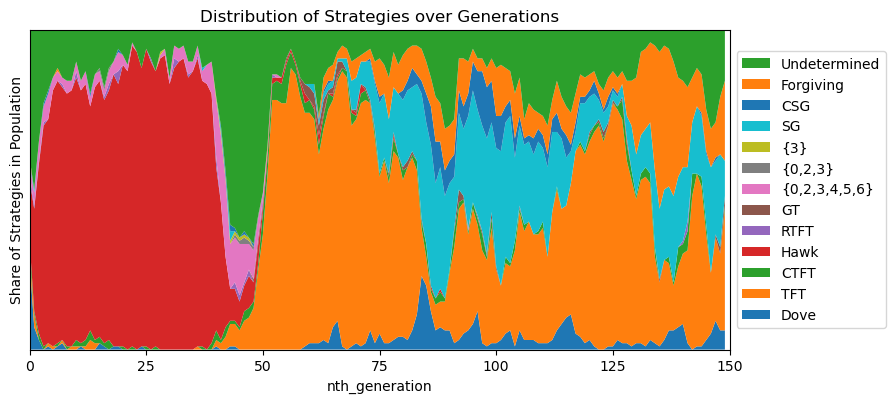 Distribution of Strategies over Generations
Share of Strategies in Population
Undetermined
Forgiving
CSG
SG
{3}
{0,2,3}
{0,2,3,4,5,6}
GT
RTFT
Hawk
CTFT
TFT
Dove
0 25 50 75 100 125 150
nth_generation